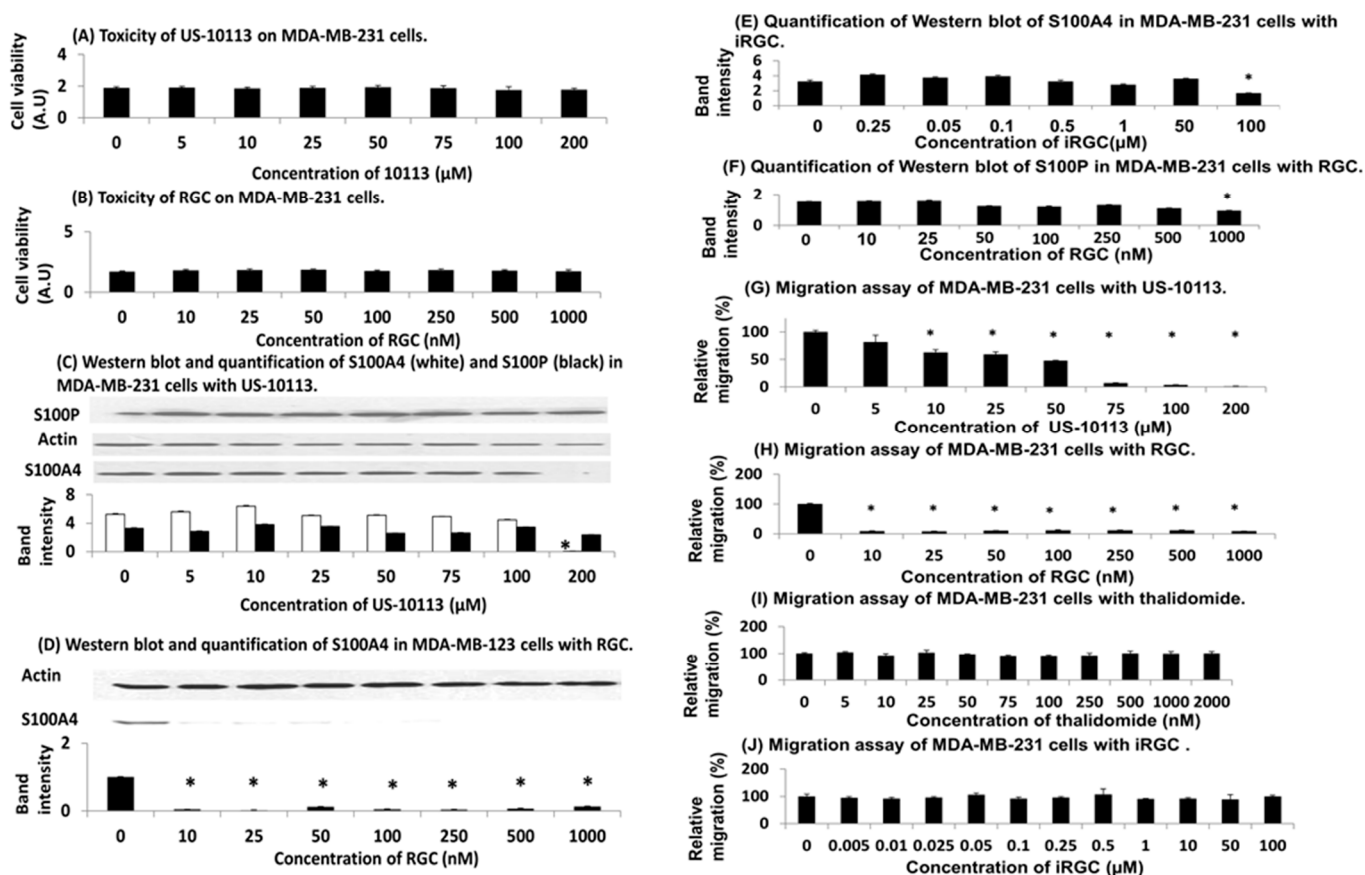 (A) Toxicity of US-10113 on MDA-MB-231 cells.
Cell viability
(A.U)
4
2
0
0 5 10 25 50 75 100 200
Concentration of 10113 (μM)
(B) Toxicity of RGC on MDA-MB-231 cells.
Cell viability
(A.U)
5
0
0 10 25 50 100 250 500 1000
Concentration of RGC (nM)
(C) Western blot and quantification of S100A4 (white) and S100P (black) in
MDA-MB-231 cells with US-10113.
S100P
Actin
S100A4
Band
intensity
8
4
0
*
0 5 10 25 50 75 100 200
Concentration of US-10113 (μM)
(D) Western blot and quantification of S100A4 in MDA-MB-123 cells with RGC.
Actin
S100A4
Band
intensity
2
1
0
* * * * * * *
0 10 25 50 100 250 500 1000
Concentration of RGC (nM)
(E) Quantification of Western blot of S100A4 in MDA-MB-231 cells with
iRGC.
Band
intensity
6
4
2
0
*
0 0.25 0.05 0.1 0.5 1 50 100
Concentration of iRGC(μM)
(F) Quantification of Western blot of S100P in MDA-MB-231 cells with RGC.
Band
intensity
2
0
*
0 10 25 50 100 250 500 1000
Concentration of RGC (nM)
(G) Migration assay of MDA-MB-231 cells with US-10113.
Relative
migration (%)
100
50
0
* * * * * *
0 5 10 25 50 75 100 200
Concentration of US-10113 (μM)
(H) Migration assay of MDA-MB-231 cells with RGC.
Relative
migration (%)
200
100
0
* * * * * * *
0 10 25 50 100 250 500 1000
Concentration of RGC (nM)
(I) Migration assay of MDA-MB-231 cells with thalidomide.
Relative
migration (%)
200
100
0
0 5 10 25 50 75 100 250 500 1000 2000
Concentration of thalidomide (nM)
(J) Migration assay of MDA-MB-231 cells with iRGC .
Relative
migration (%)
200
100
0
0 0.005 0.01 0.025 0.05 0.1 0.25 0.5 1 10 50 100
Concentration of iRGC (μM)